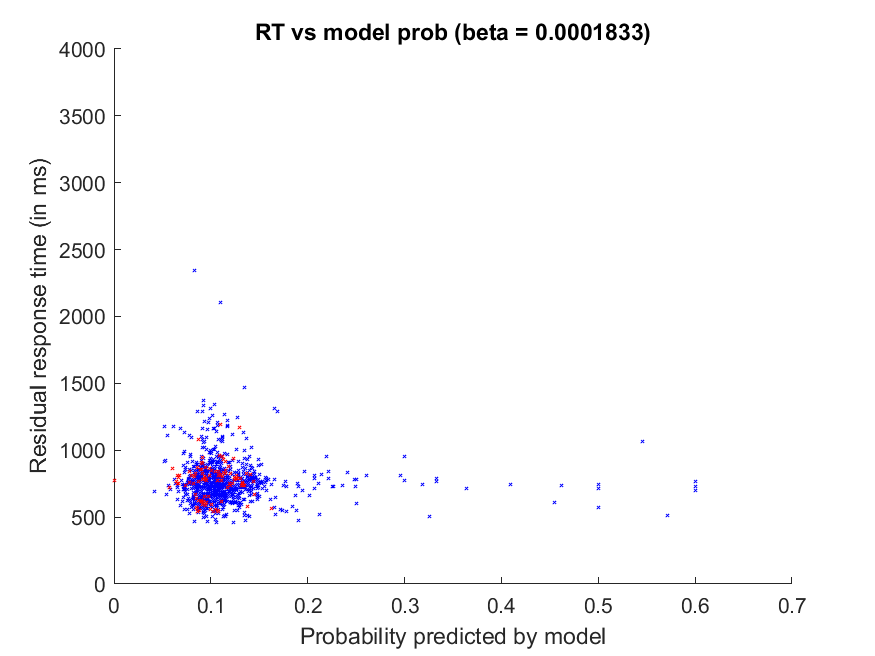 RT vs model prob (beta = 0.0001833)
4000
3500
3000
2500
2000
1500
1000
500
0
Residual response time (in ms)
0 0.1 0.2 0.3 0.4 0.5 0.6 0.7
Probability predicted by model